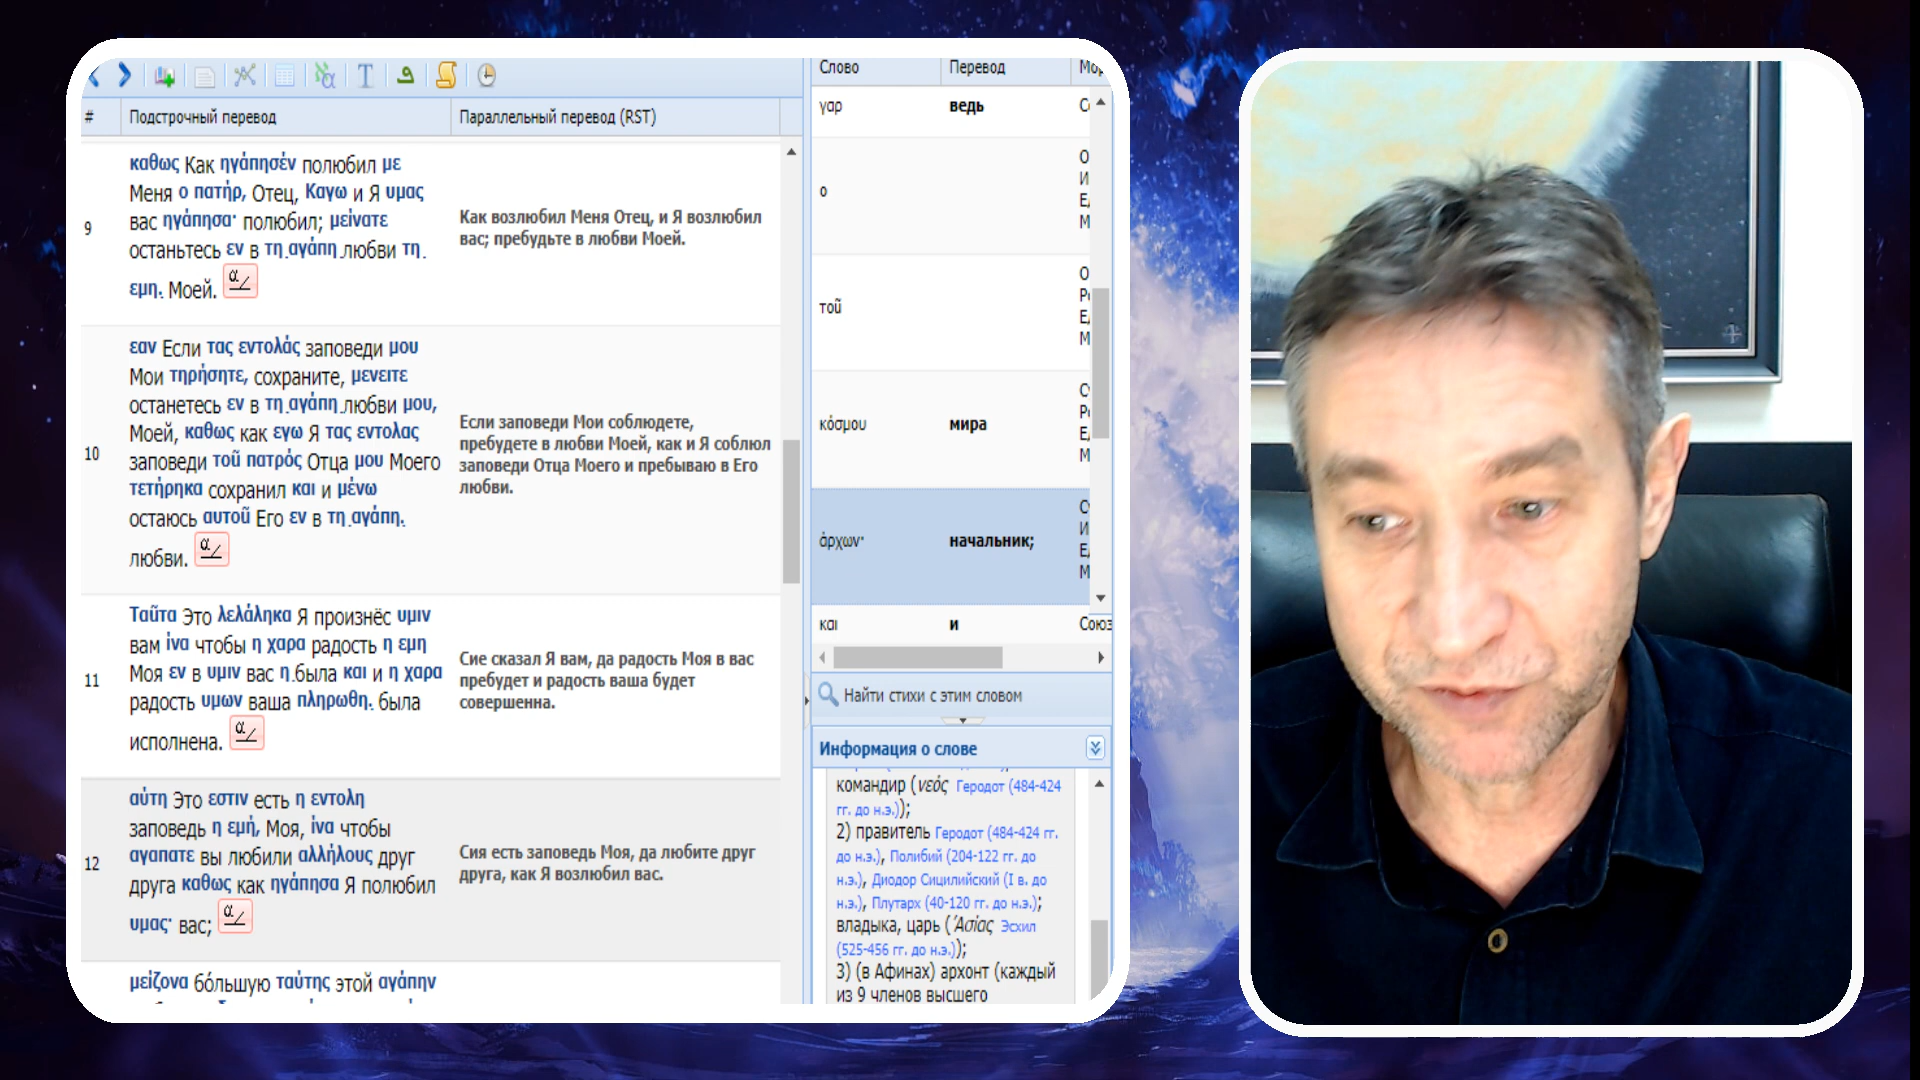 # Подстрочный перевод Параллельный перевод (RST)
9
καθως Как ηγάπησέν полюбил με
Меня ο πατήρ, Отец, Καγω и Я υμας
вас ηγάπησα· полюбил; μείνατε
останьтесь εν в τη αγάπη любви τη
εμη. Моей.
Как возлюбил Меня Отец, и Я возлюбил
вас; пребудьте в любви Моей.
10
εαν Если τας εντολάς заповеди μου
Мои τηρήσητε, сохраните, μενειτε
останетесь εν в τη αγάπη любви μου,
Моей, καθως как εγω Я τας εντολας
заповеди τοῦ πατρός Отца μου Моего
τετήρηκα сохранил και и μένω
остаюсь αυτοῦ Его εν в τη αγάπη.
любви.
Если заповеди Мои соблюдете,
пребудете в любви Моей, как и Я соблюл
заповеди Отца Моего и пребываю в Его
любви.
11
Ταῦτα Это λελάληκα Я произнёс υμιν
вам ίνα чтобы η χαρα радость η εμη
Моя εν в υμιν вас η была και и η χαρα
радость υμων ваша πληρωθη. была
исполнена.
Сие сказал Я вам, да радость Моя в вас
пребудет и радость ваша будет
совершенна.
12
αύτη Это εστιν есть η εντολη
заповедь η εμή, Моя, ίνα чтобы
αγαπατε вы любили αλλήλους друг
друга καθως как ηγάπησα Я полюбил
υμας· вас;
Сия есть заповедь Моя, да любите друг
друга, как Я возлюбил вас.
μείζονα бо́льшую ταύτης этой αγάπην
Слово Перевод
γαρ ведь
ο
τοῦ
κόσμου мира
άρχων· начальник;
και и Союз
Найти стихи с этим словом
Информация о слове
командир (νεός Геродот (484-424
гг. до н.э.));
2) правитель Геродот (484-424 гг.
до н.э.), Полибий (204-122 гг. до
н.э.), Диодор Сицилийский (I в. до
н.э.), Плутарх (40-120 гг. до н.э.);
владыка, царь (Ἀσίας Эсхил
(525-456 гг. до н.э.));
3) (в Афинах) архонт (каждый
из 9 членов высшего